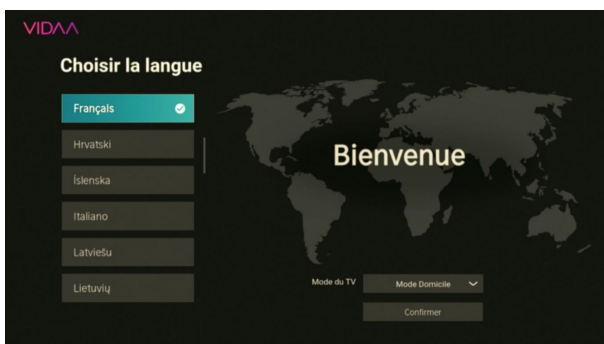 VIDAA
Choisir la langue
Français
Hrvatski
Íslenska
Italiano
Latviešu
Lietuvių
Bienvenue
Mode du TV
Mode Domicile
Confirmer